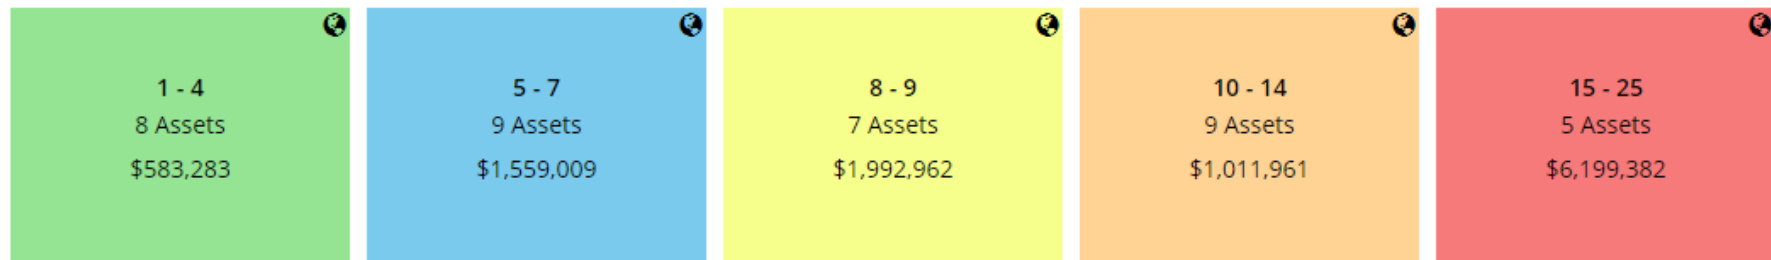 1 - 4
8 Assets
$583,283
5 - 7
9 Assets
$1,559,009
8 - 9
7 Assets
$1,992,962
10 - 14
9 Assets
$1,011,961
15 - 25
5 Assets
$6,199,382